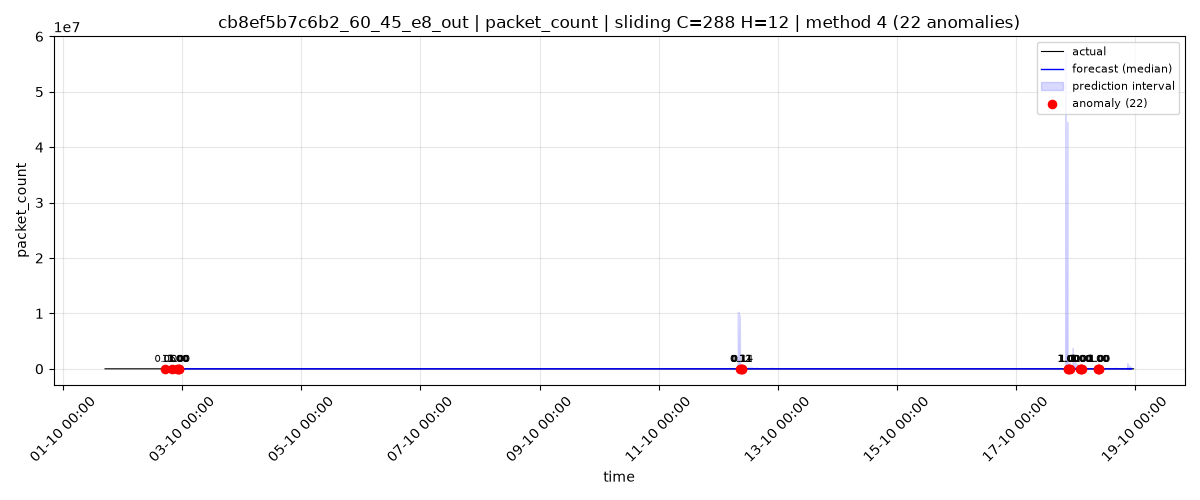 cb8ef5b7c6b2_60_45_e8_out | packet_count | sliding C=288 H=12 | method 4 (22 anomalies)
1e7
6
5
4
3
2
1
0
packet_count
actual
forecast (median)
prediction interval
anomaly (22)
01-10 00:00
03-10 00:00
05-10 00:00
07-10 00:00
09-10 00:00
11-10 00:00
13-10 00:00
15-10 00:00
17-10 00:00
19-10 00:00
time